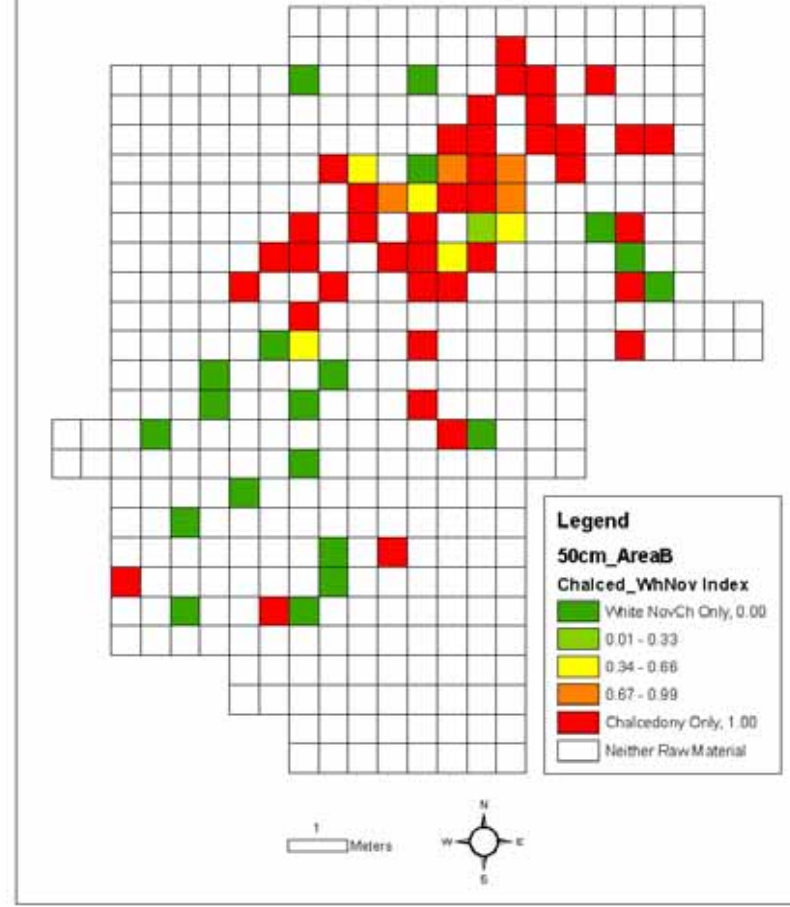 Legend
50cm_AreaB
Chalced_WhNov Index
White NovCh Only, 0.00
0.01 - 0.33
0.34 - 0.66
0.67 - 0.99
Chalcedony Only, 1.00
Neither Raw Material
1
Meters
N
W E
S